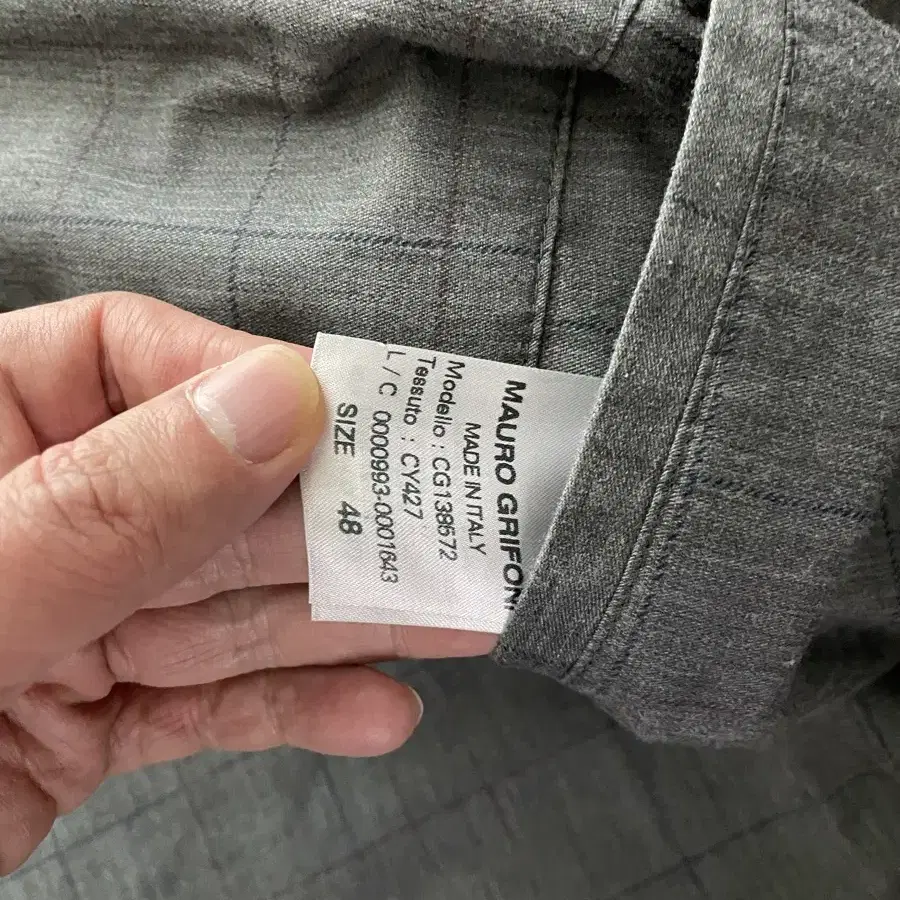 MAURO GRIFONI
MADE IN ITALY
Modello : CG138572
Tessuto : CY427
L / C 0000993-0001643
SIZE 48